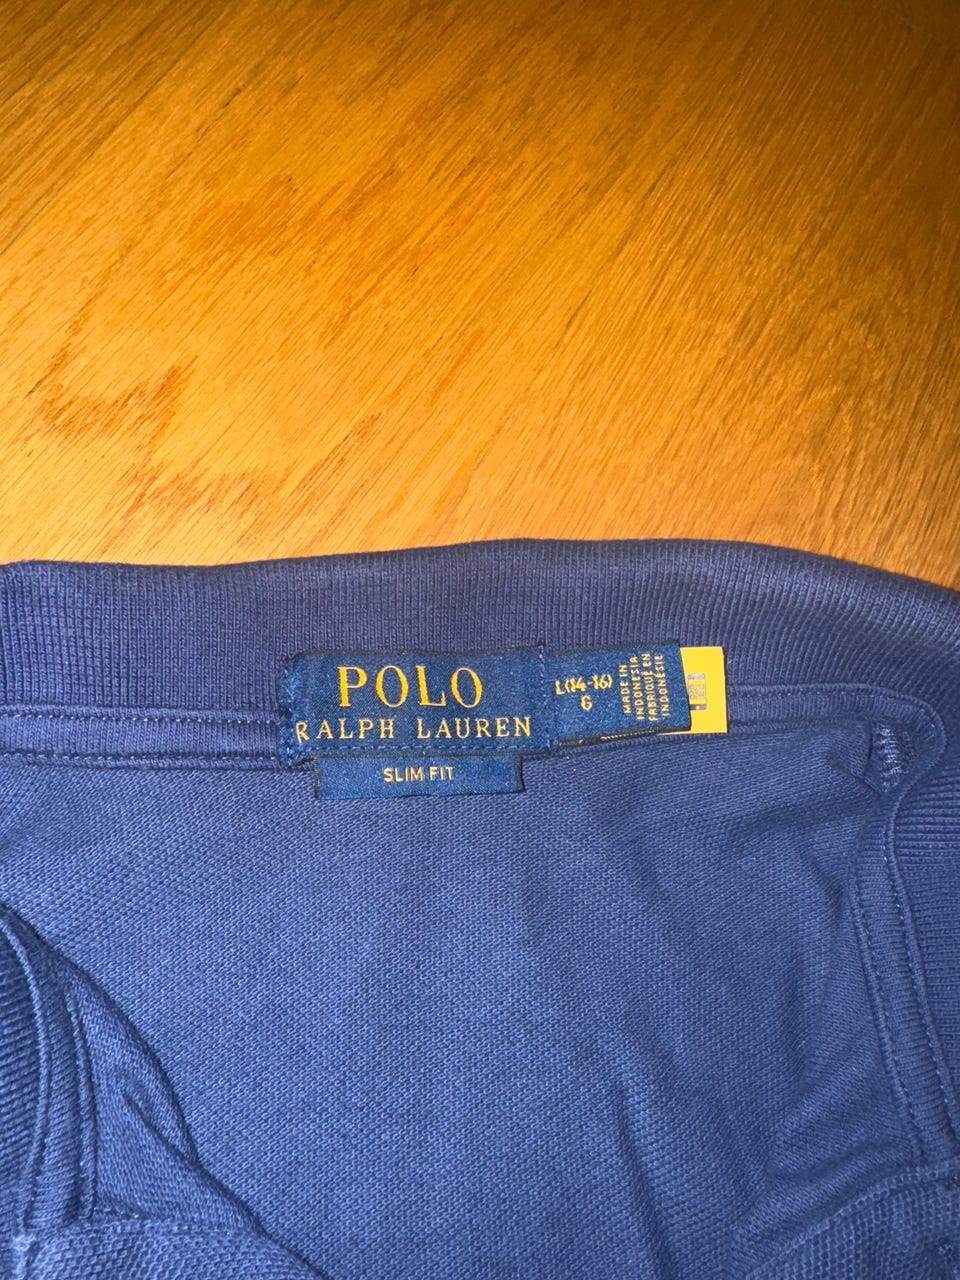 POLO
RALPH LAUREN
SLIM FIT
L(14-16)
G
MADE IN
INDONESIA
FABRIQUÉ EN
INDONÉSIE